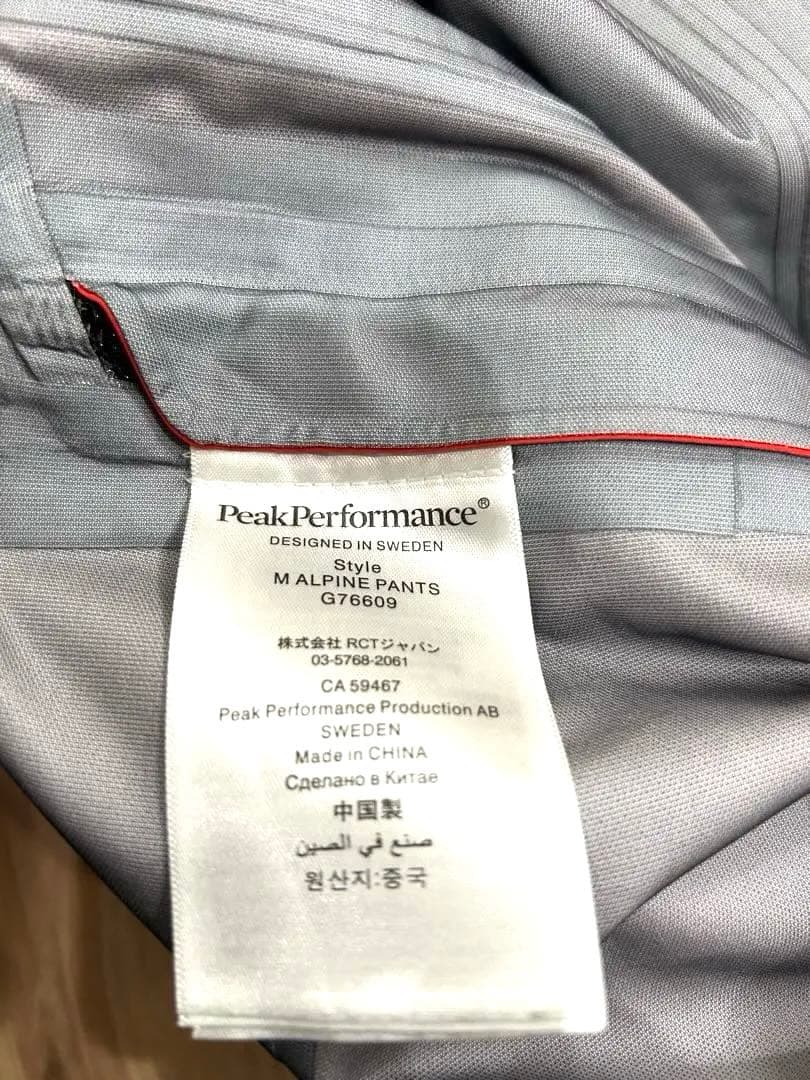 PeakPerformance®
DESIGNED IN SWEDEN
Style
M ALPINE PANTS
G76609
株式会社 RCTジャパン
03-5768-2061
CA 59467
Peak Performance Production AB
SWEDEN
Made in CHINA
Сделано в Китае
中国製
صنع في الصين
원산지:중국